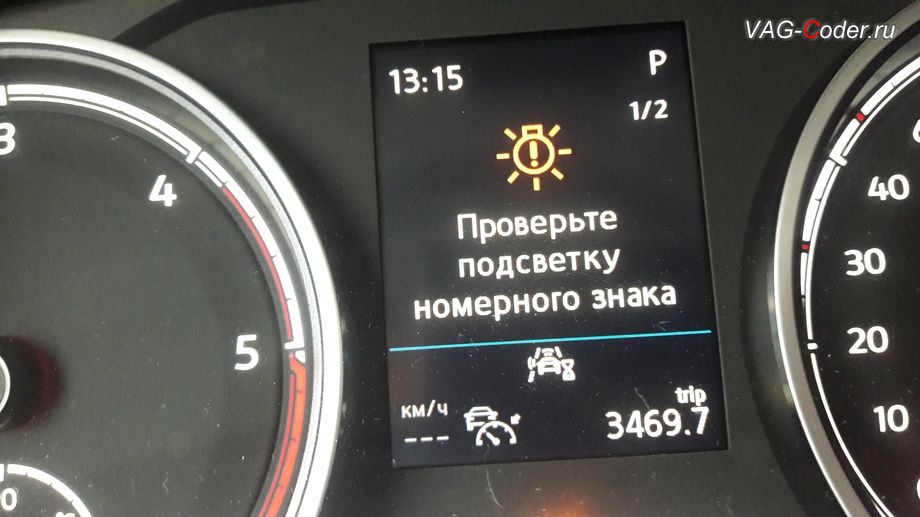 VAG-Coder.ru
13:15
P
1/2
Проверьте
подсветку
номерного знака
км/ч
---
trip
3469.7
3
4
5
40
30
20
10